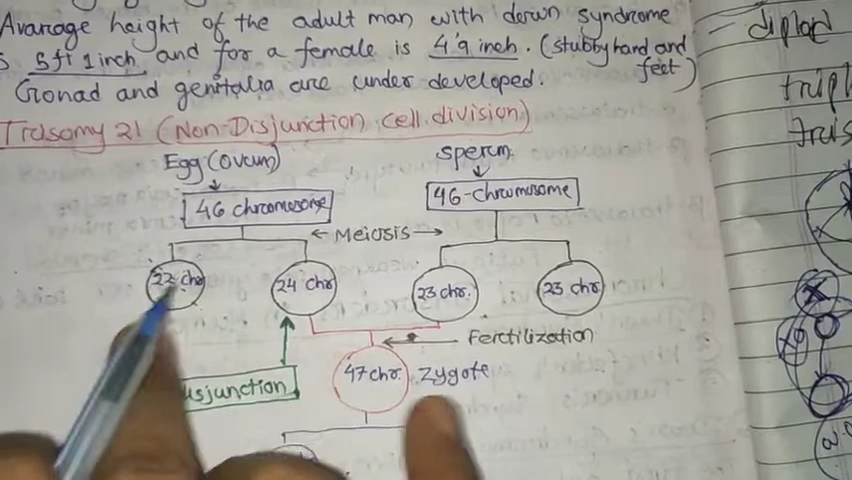 Avarage height of the adult man with down syndrome
is 5ft 1 inch and for a female is 4'9 inch. (stubby hand and
feet)
Gonad and genitalia are under developed.
Trisomy 21 (Non-Disjunction cell division)
Egg (ovum)
sperm
46 chromosome
46-chromosome
← Meiosis →
22 chr
24 chr
23 chr.
23 chr.
Fertilization
usjunction
47 chr.
Zygote
diploid
tripl
tris